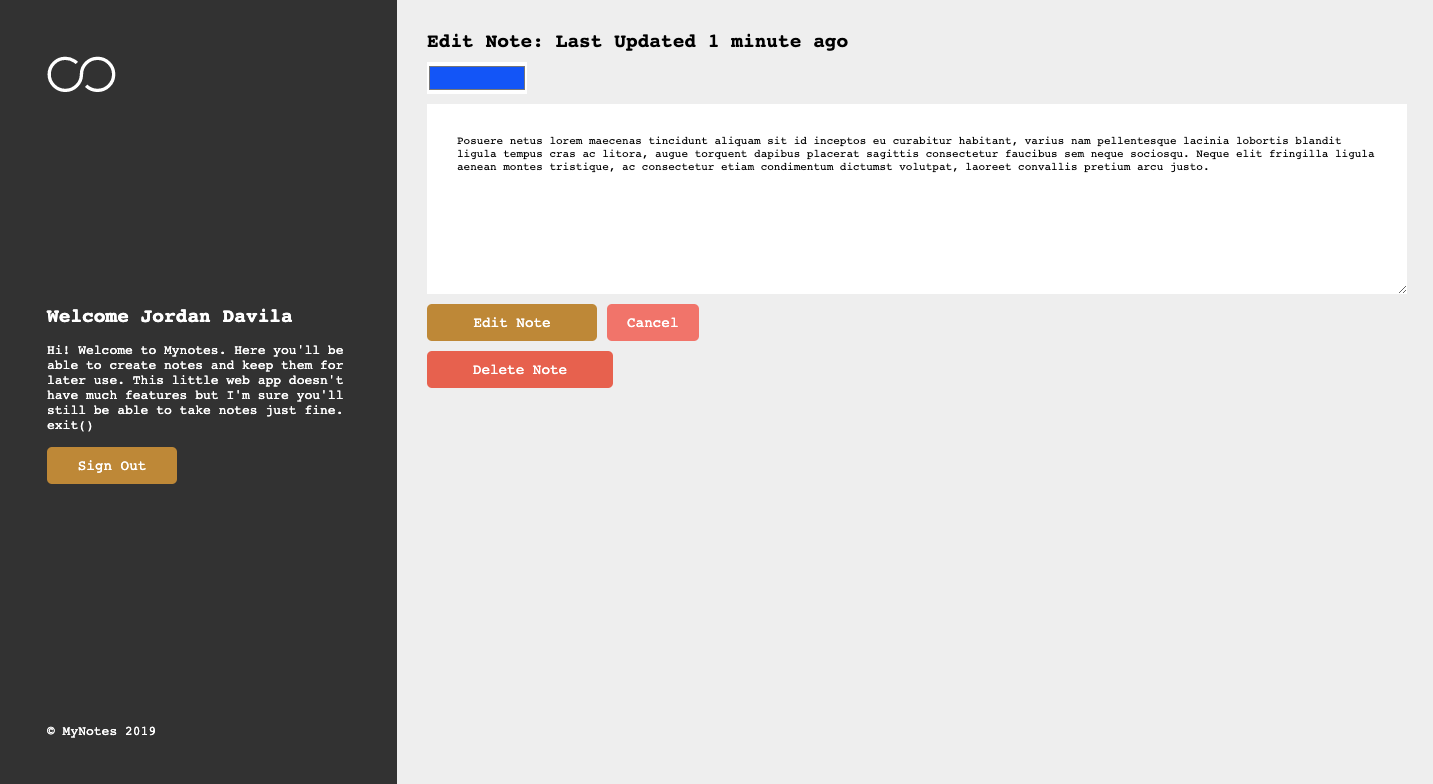 Edit Note: Last Updated 1 minute ago
Posuere netus lorem maecenas tincidunt aliquam sit id inceptos eu curabitur habitant, varius nam pellentesque lacinia lobortis blandit
ligula tempus cras ac litora, augue torquent dapibus placerat sagittis consectetur faucibus sem neque sociosqu. Neque elit fringilla ligula
aenean montes tristique, ac consectetur etiam condimentum dictumst volutpat, laoreet convallis pretium arcu justo.
Edit Note
Cancel
Delete Note
Welcome Jordan Davila
Hi! Welcome to Mynotes. Here you'll be
able to create notes and keep them for
later use. This little web app doesn't
have much features but I'm sure you'll
still be able to take notes just fine.
exit()
Sign Out
© MyNotes 2019